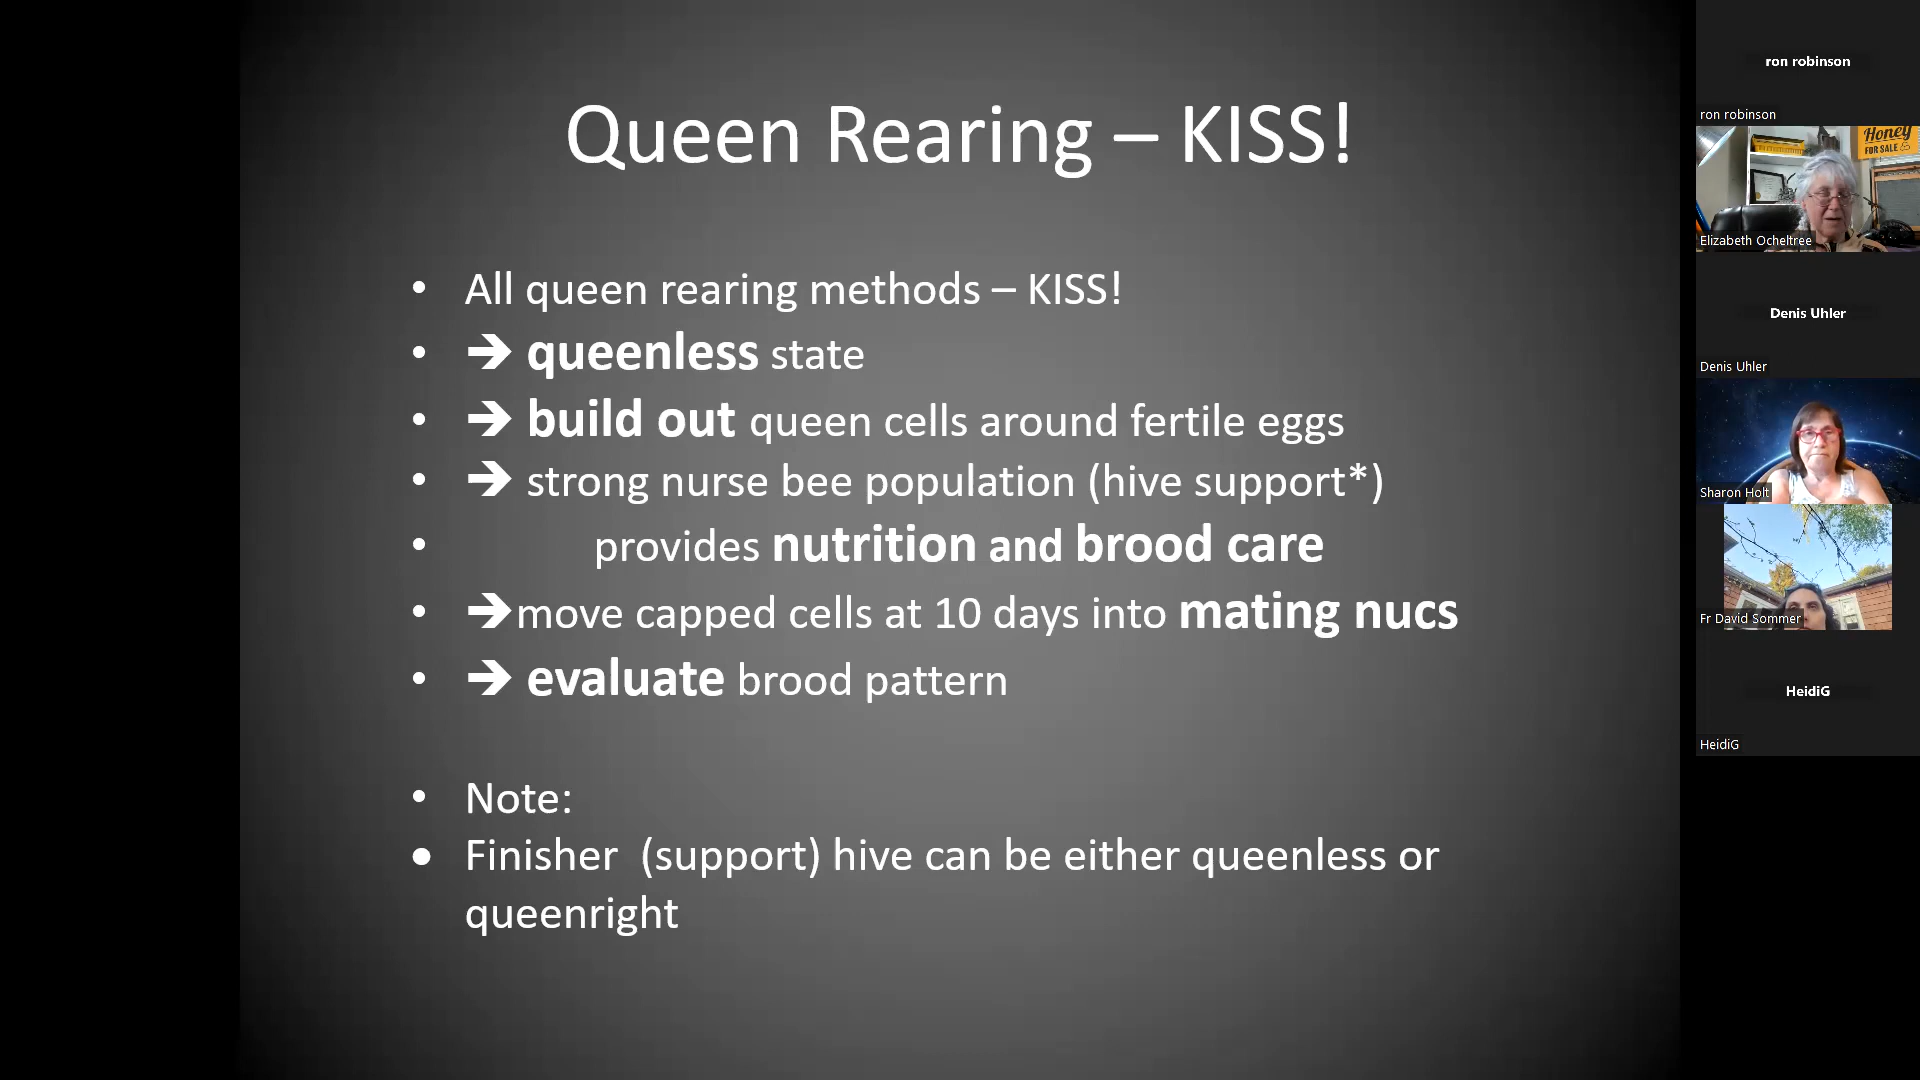 Queen Rearing – KISS!
• All queen rearing methods – KISS!
• ➔ queenless state
• ➔ build out queen cells around fertile eggs
• ➔ strong nurse bee population (hive support*)
• provides nutrition and brood care
• ➔move capped cells at 10 days into mating nucs
• ➔ evaluate brood pattern
• Note:
• Finisher (support) hive can be either queenless or
queenright
ron robinson
ron robinson
Honey
FOR SALE
Elizabeth Ocheltree
Denis Uhler
Denis Uhler
Sharon Holt
Fr David Sommer
HeidiG
HeidiG